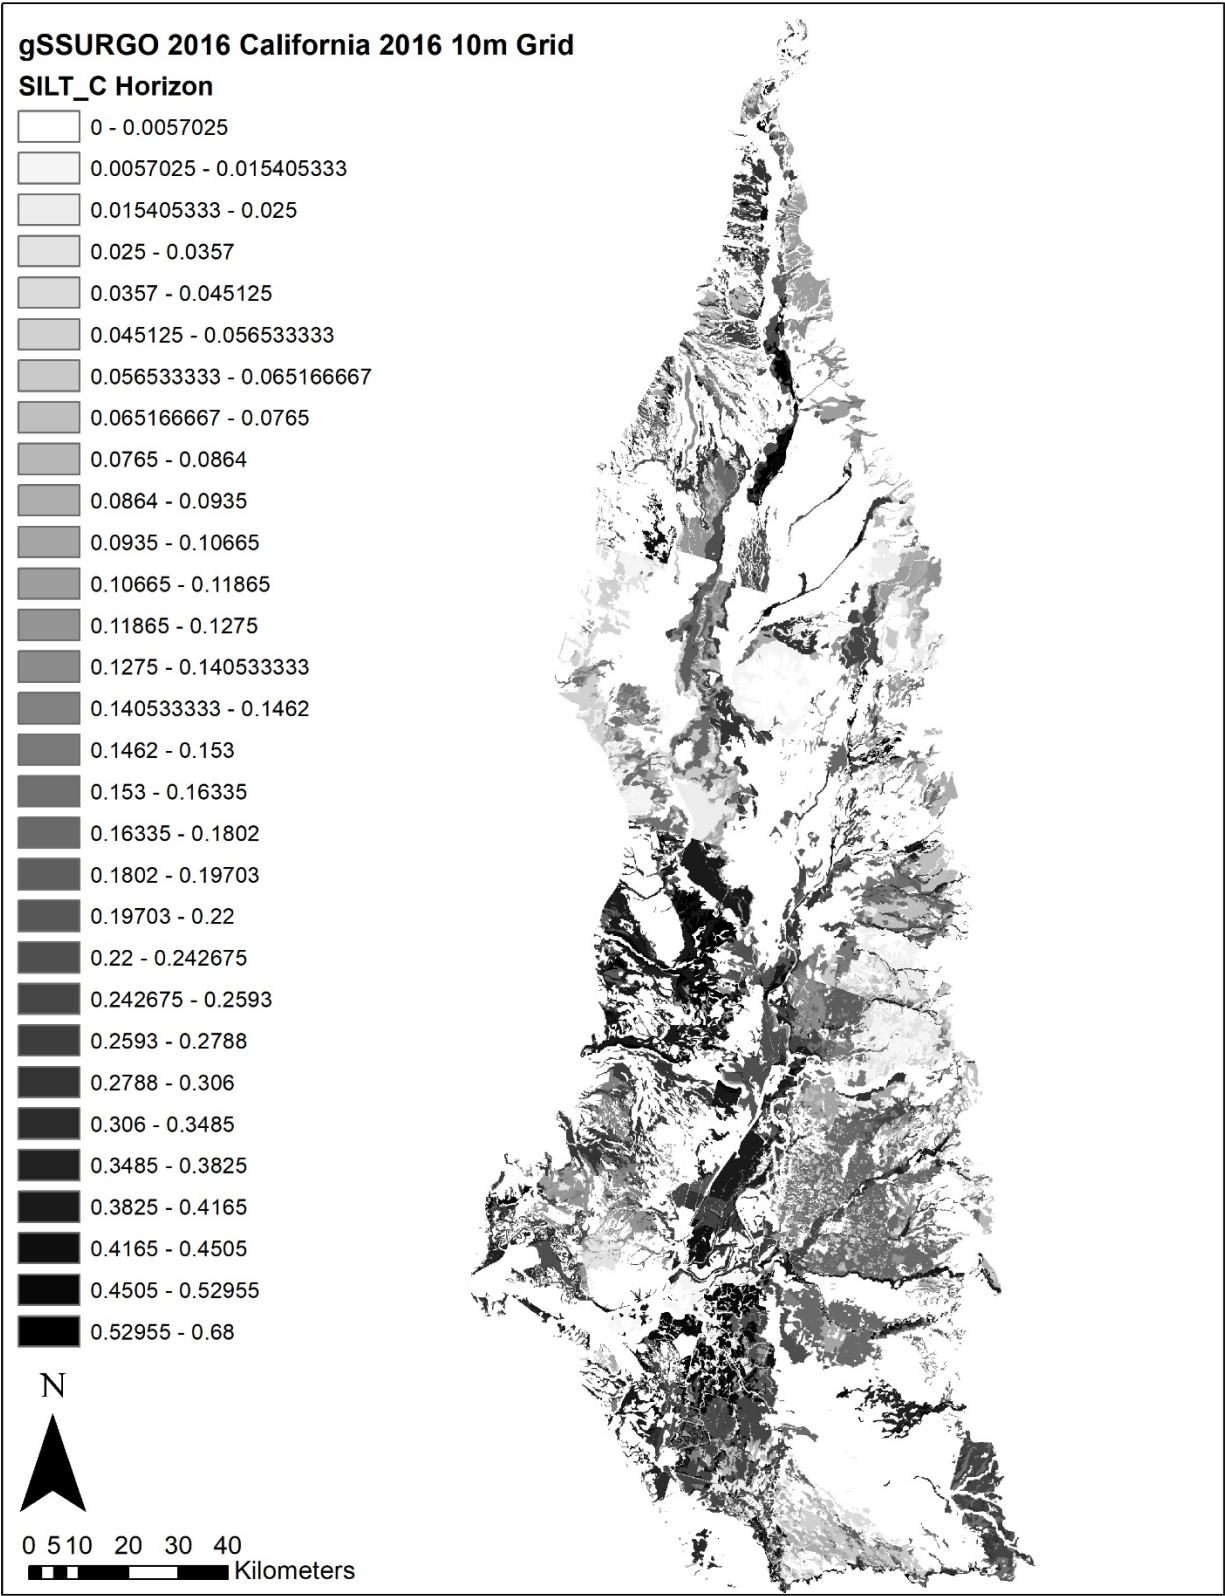 gSSURGO 2016 California 2016 10m Grid
SILT_C Horizon
0 - 0.0057025
0.0057025 - 0.015405333
0.015405333 - 0.025
0.025 - 0.0357
0.0357 - 0.045125
0.045125 - 0.056533333
0.056533333 - 0.065166667
0.065166667 - 0.0765
0.0765 - 0.0864
0.0864 - 0.0935
0.0935 - 0.10665
0.10665 - 0.11865
0.11865 - 0.1275
0.1275 - 0.140533333
0.140533333 - 0.1462
0.1462 - 0.153
0.153 - 0.16335
0.16335 - 0.1802
0.1802 - 0.19703
0.19703 - 0.22
0.22 - 0.242675
0.242675 - 0.2593
0.2593 - 0.2788
0.2788 - 0.306
0.306 - 0.3485
0.3485 - 0.3825
0.3825 - 0.4165
0.4165 - 0.4505
0.4505 - 0.52955
0.52955 - 0.68
N
0 5 10 20 30 40
Kilometers